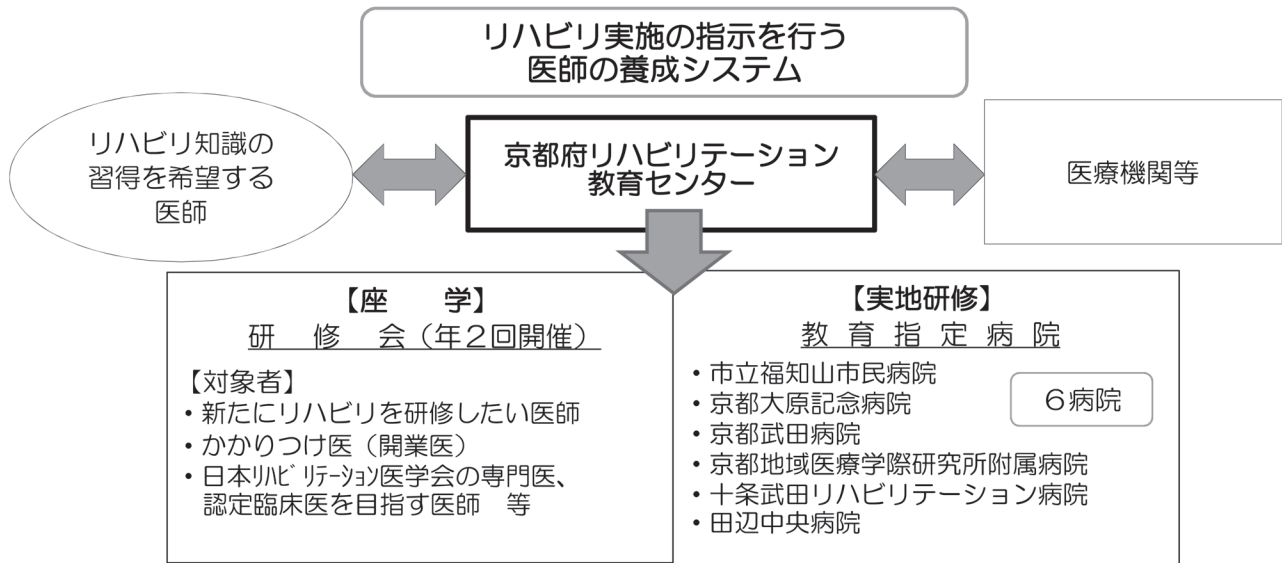 リハビリ実施の指示を行う
医師の養成システム
リハビリ知識の
習得を希望する
医師
京都府リハビリテーション
教育センター
医療機関等
【座　学】
研　修　会（年２回開催）
【対象者】
・新たにリハビリを研修したい医師
・かかりつけ医（開業医）
・日本ﾘﾊﾋﾞﾘﾃｰｼｮﾝ医学会の専門医、
認定臨床医を目指す医師　等
【実地研修】
教 育 指 定 病 院
６病院
・市立福知山市民病院
・京都大原記念病院
・京都武田病院
・京都地域医療学際研究所附属病院
・十条武田リハビリテーション病院
・田辺中央病院